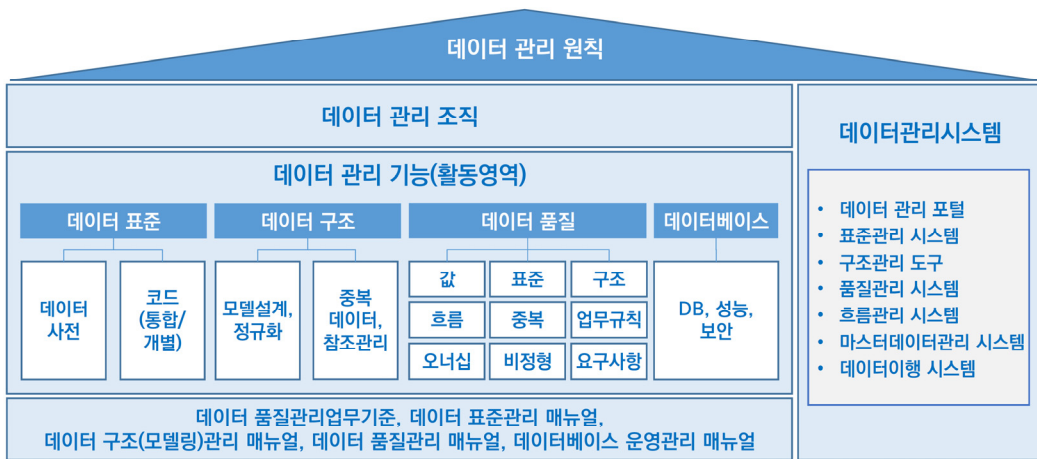 데이터 관리 원칙
데이터 관리 조직
데이터 관리 기능(활동영역)
데이터 표준
데이터 구조
데이터 품질
데이터베이스
데이터
사전
코드
(통합/
개별)
모델설계,
정규화
중복
데이터,
참조관리
값
표준
구조
흐름
중복
업무규칙
오너십
비정형
요구사항
DB, 성능,
보안
데이터 품질관리업무기준, 데이터 표준관리 매뉴얼,
데이터 구조(모델링)관리 매뉴얼, 데이터 품질관리 매뉴얼, 데이터베이스 운영관리 매뉴얼
데이터관리시스템
• 데이터 관리 포털
• 표준관리 시스템
• 구조관리 도구
• 품질관리 시스템
• 흐름관리 시스템
• 마스터데이터관리 시스템
• 데이터이행 시스템